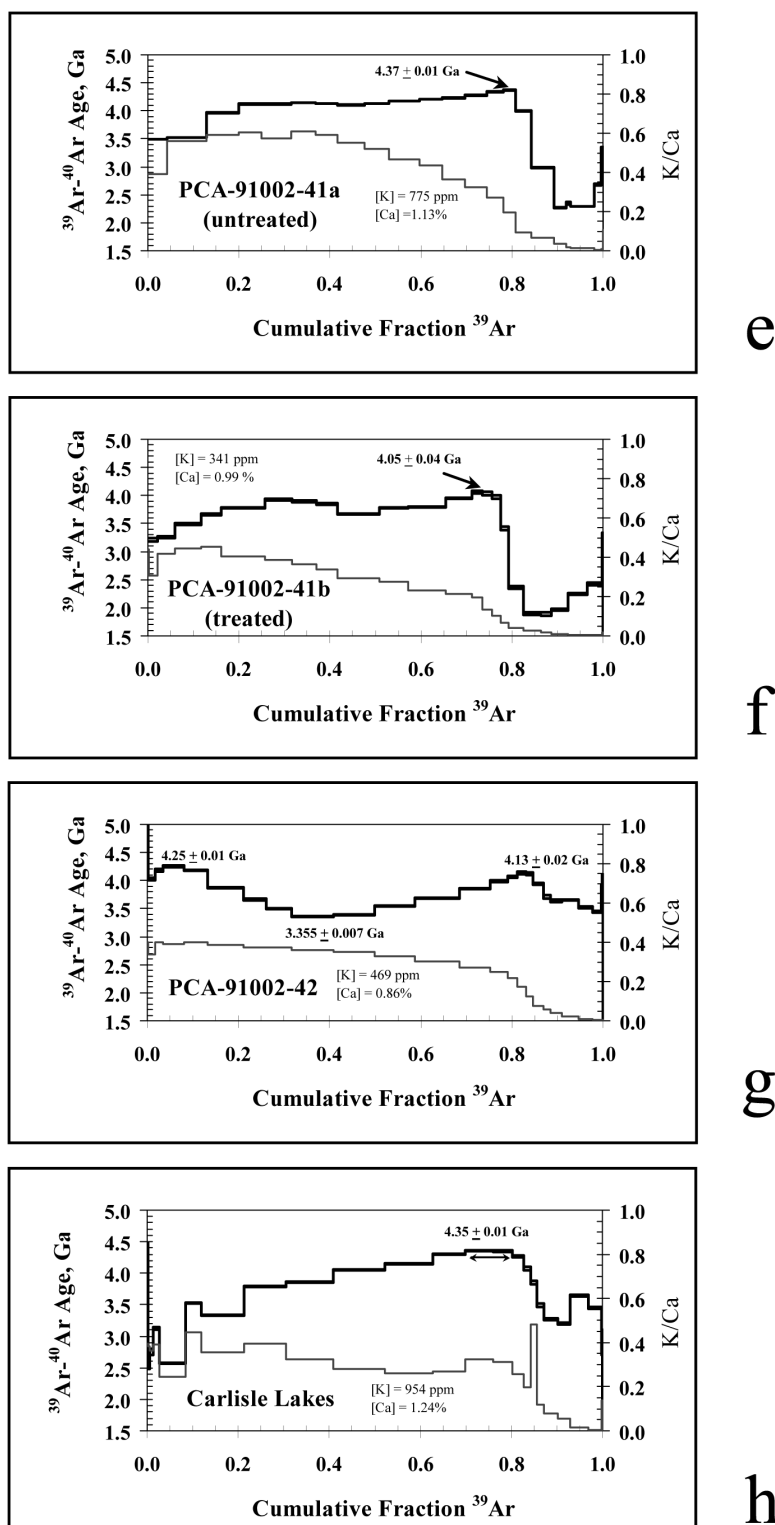 5.0
4.5
4.0
3.5
3.0
2.5
2.0
1.5
³⁹Ar-⁴⁰Ar Age, Ga
4.37 ± 0.01 Ga
PCA-91002-41a
(untreated)
[K] = 775 ppm
[Ca] =1.13%
1.0
0.8
0.6
0.4
0.2
0.0
K/Ca
0.0 0.2 0.4 0.6 0.8 1.0
Cumulative Fraction ³⁹Ar
e
5.0
4.5
4.0
3.5
3.0
2.5
2.0
1.5
³⁹Ar-⁴⁰Ar Age, Ga
[K] = 341 ppm
[Ca] = 0.99 %
4.05 ± 0.04 Ga
PCA-91002-41b
(treated)
1.0
0.8
0.6
0.4
0.2
0.0
K/Ca
0.0 0.2 0.4 0.6 0.8 1.0
Cumulative Fraction ³⁹Ar
f
5.0
4.5
4.0
3.5
3.0
2.5
2.0
1.5
³⁹Ar-⁴⁰Ar Age, Ga
4.25 ± 0.01 Ga
4.13 ± 0.02 Ga
3.355 ± 0.007 Ga
PCA-91002-42
[K] = 469 ppm
[Ca] = 0.86%
1.0
0.8
0.6
0.4
0.2
0.0
K/Ca
0.0 0.2 0.4 0.6 0.8 1.0
Cumulative Fraction ³⁹Ar
g
5.0
4.5
4.0
3.5
3.0
2.5
2.0
1.5
³⁹Ar-⁴⁰Ar Age, Ga
4.35 ± 0.01 Ga
Carlisle Lakes
[K] = 954 ppm
[Ca] = 1.24%
1.0
0.8
0.6
0.4
0.2
0.0
K/Ca
0.0 0.2 0.4 0.6 0.8 1.0
Cumulative Fraction ³⁹Ar
h